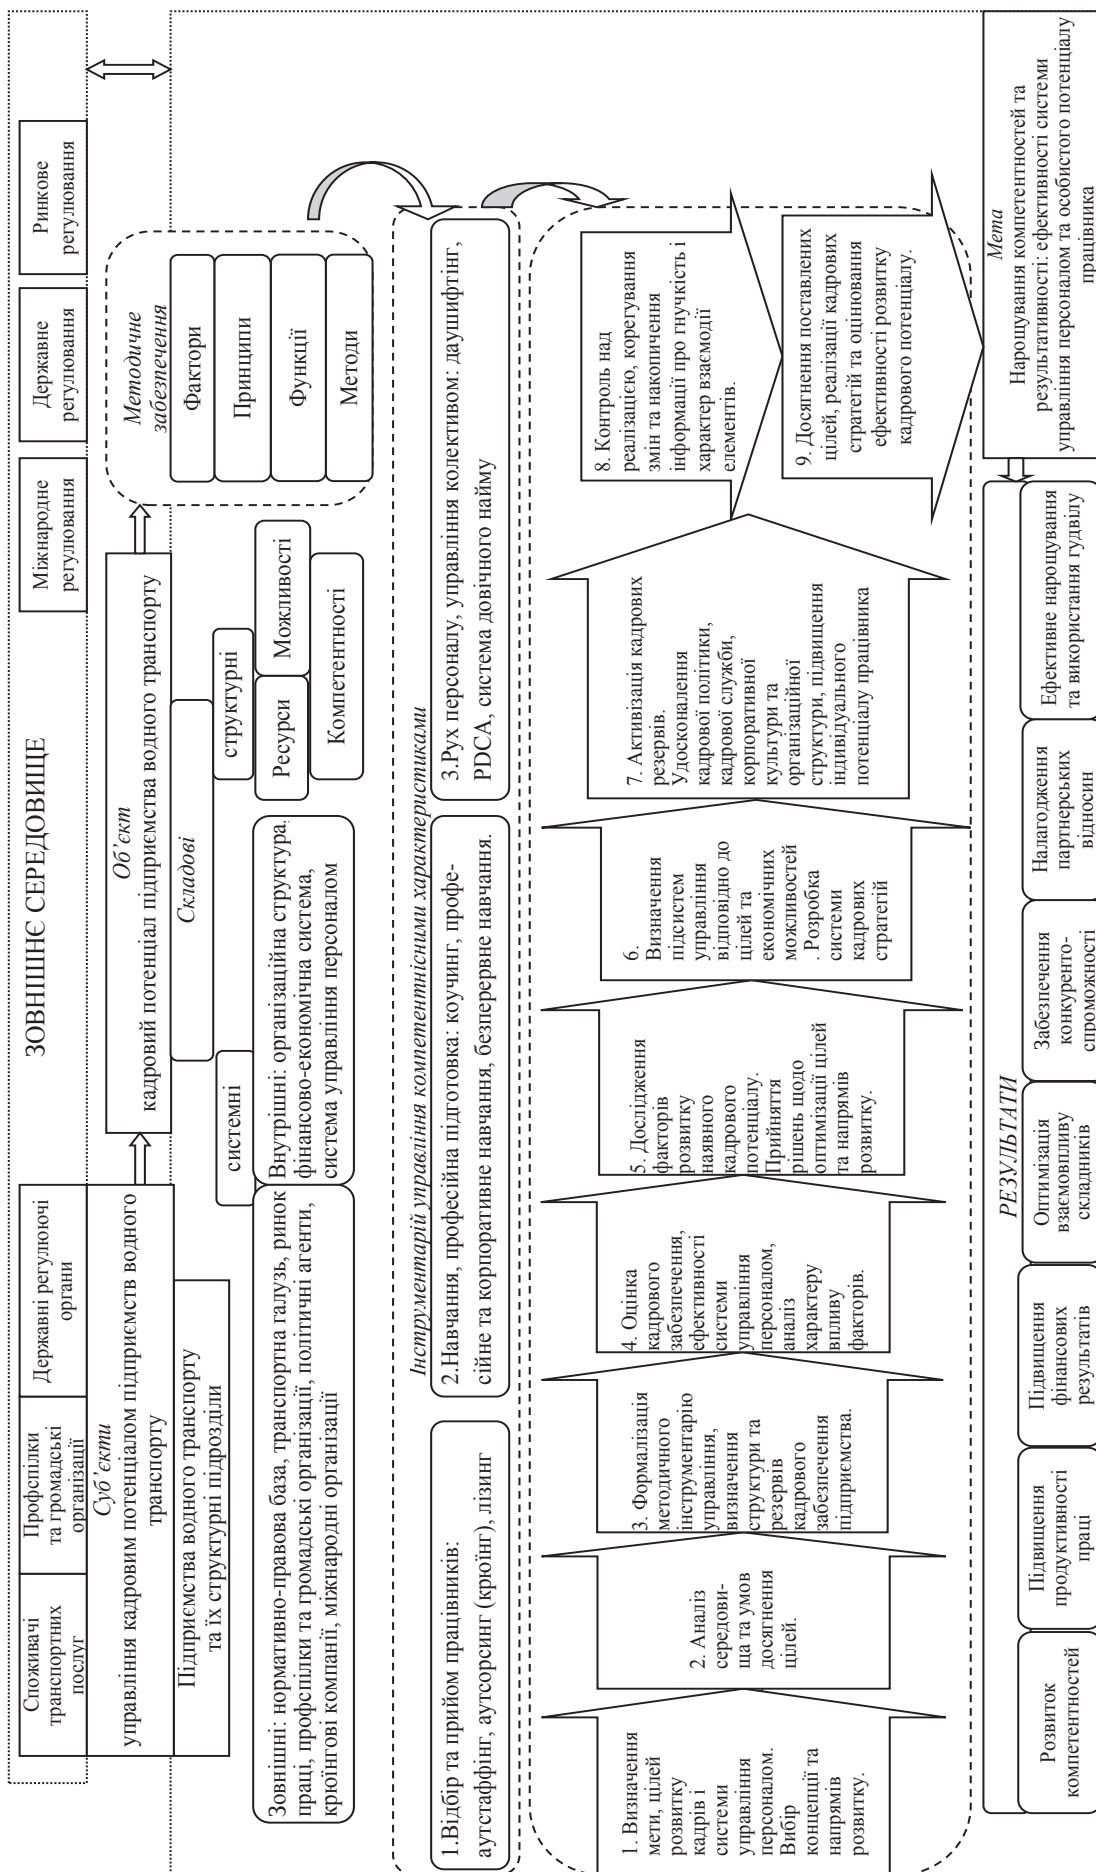 ЗОВНІШНЄ СЕРЕДОВИЩЕ
Споживачі
транспортних
послуг
Профспілки
та громадські
організації
Державні регулюючі
органи
Міжнародне
регулювання
Державне
регулювання
Ринкове
регулювання
Суб’єкти
управління кадровим потенціалом підприємств водного
транспорту
Підприємства водного транспорту
та їх структурні підрозділи
Об’єкт
кадровий потенціал підприємства водного транспорту
Складові
системні
структурні
Зовнішні: нормативно-правова база, транспортна галузь, ринок
праці, профспілки та громадські організації, політичні агенти,
крюїнгові компанії, міжнародні організації
Внутрішні: організаційна структура,
фінансово-економічна система,
система управління персоналом
Ресурси
Можливості
Компетентності
Методичне
забезпечення
Фактори
Принципи
Функції
Методи
Інструментарій управління компетентнісними характеристиками
1.Відбір та прийом працівників:
аутстаффінг, аутсорсинг (крюїнг), лізинг
2.Навчання, професійна підготовка: коучинг, профе-
сійне та корпоративне навчання, безперервне навчання.
3.Рух персоналу, управління колективом: даушифтінг,
PDCA, система довічного найму
1. Визначення
мети, цілей
розвитку
кадрів і
системи
управління
персоналом.
Вибір
концепції та
напрямів
розвитку.
2. Аналіз
середови-
ща та умов
досягнення
цілей.
3. Формалізація
методичного
інструментарію
управління,
визначення
структури та
резервів
кадрового
забезпечення
підприємства.
4. Оцінка
кадрового
забезпечення,
ефективності
системи
управління
персоналом,
аналіз
характеру
впливу
факторів.
5. Дослідження
факторів
розвитку
наявного
кадрового
потенціалу.
Прийняття
рішень щодо
оптимізації цілей
та напрямів
розвитку.
6.
Визначення
підсистем
управління
відповідно до
цілей та
економічних
можливостей
. Розробка
системи
кадрових
стратегій
7. Активізація кадрових
резервів.
Удосконалення
кадрової політики,
кадрової служби,
корпоративної
культури та
організаційної
структури, підвищення
індивідуального
потенціалу працівника
8. Контроль над
реалізацією, корегування
змін та накопичення
інформації про гнучкість і
характер взаємодії
елементів.
9. Досягнення поставлених
цілей, реалізації кадрових
стратегій та оцінювання
ефективності розвитку
кадрового потенціалу.
Мета
Нарощування компетентностей та
результативності: ефективності системи
управління персоналом та особистого потенціалу
працівника
РЕЗУЛЬТАТИ
Розвиток
компетентностей
Підвищення
продуктивності
праці
Підвищення
фінансових
результатів
Оптимізація
взаємовпливу
складників
Забезпечення
конкуренто-
спроможності
Налагодження
партнерських
відносин
Ефективне нарощування
та використання гудвілу